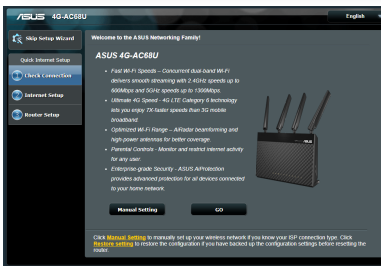 ASUS 4G-AC68U
English
Skip Setup Wizard
Welcome to the ASUS Networking Family!
Quick Internet Setup
Check Connection
Internet Setup
Router Setup
ASUS 4G-AC68U
• Fast Wi-Fi Speeds – Concurrent dual-band Wi-Fi
delivers smooth streaming with 2.4GHz speeds up to
600Mbps and 5GHz speeds up to 1300Mbps.
• Ultimate 4G Speed - 4G LTE Category 6 technology
lets you enjoy 7X-faster speeds than 3G mobile
broadband.
• Optimized Wi-Fi Range – AiRadar beamforming and
high-power antennas for better coverage.
• Parental Controls - Monitor and restrict internet activity
for any user.
• Enterprise-grade Security - ASUS AiProtection
provides advanced protection for all devices connected
to your home network.
Manual Setting
GO
Click Manual Setting to manually set up your wireless network if you know your ISP connection type. Click
Restore setting to restore the configuration if you have backed up the configuration settings before resetting the
router.